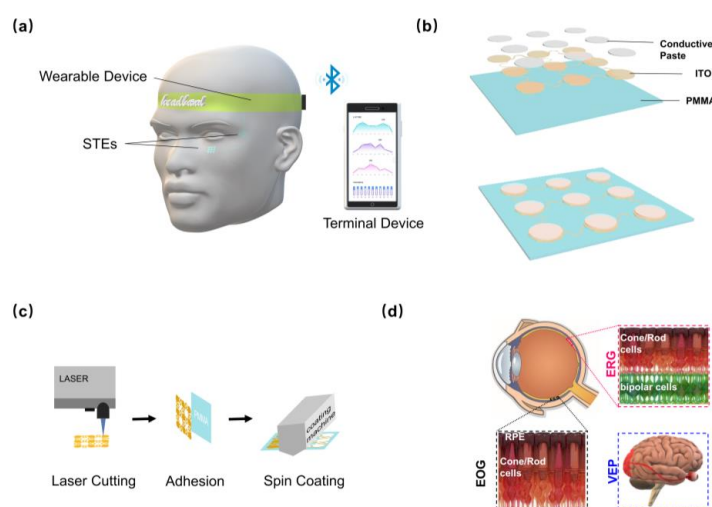 (a)
Wearable Device
headband
STEs
Terminal Device
(b)
Conductive
Paste
ITO
PMMA
(c)
LASER
PMMA
coating
machine
Laser Cutting
Adhesion
Spin Coating
(d)
Cone/Rod
cells
bipolar cells
ERG
RPE
Cone/Rod
cells
EOG
VEP